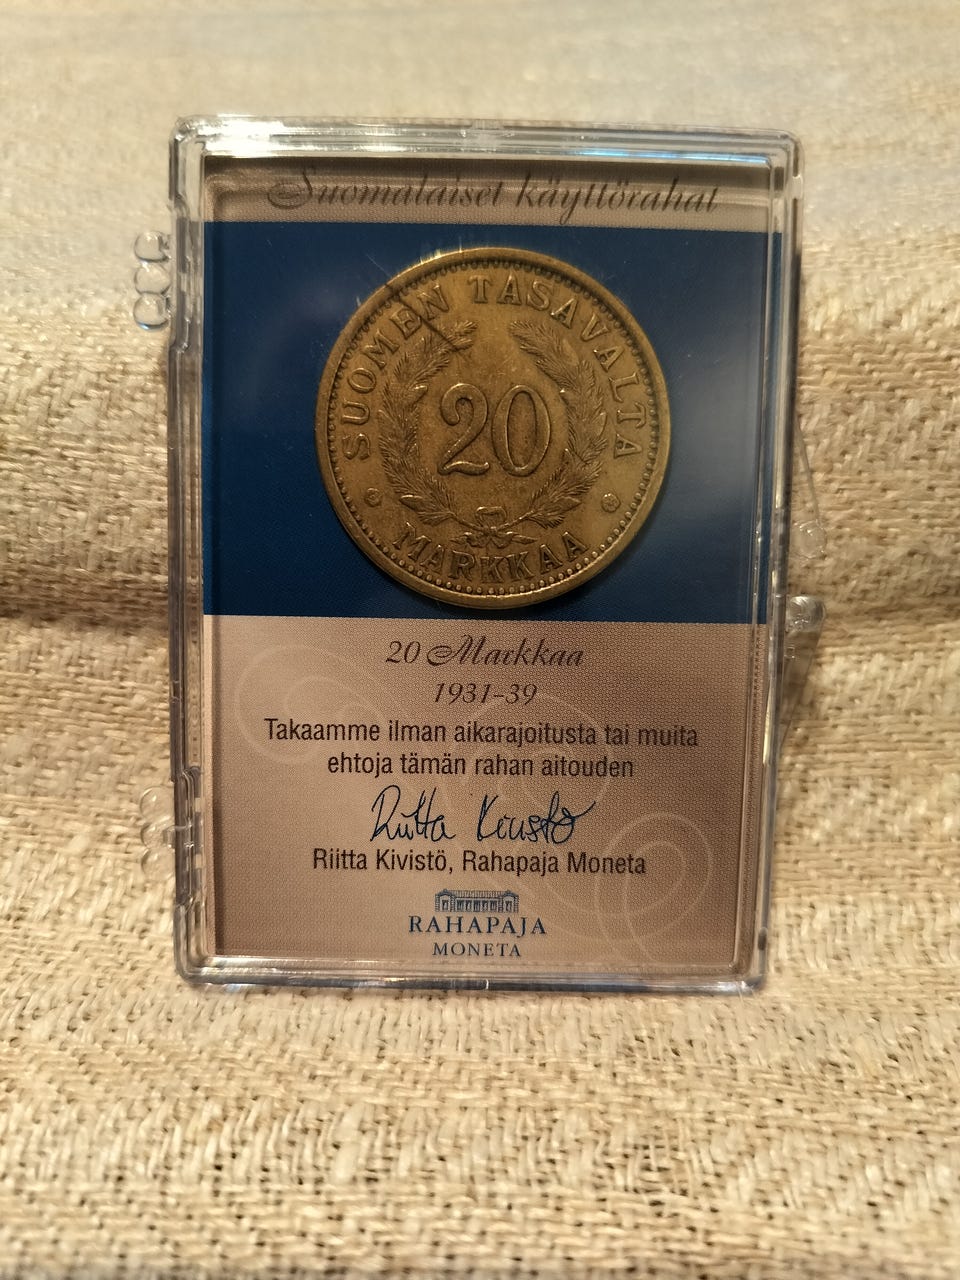 Suomalaiset käyttörahat
SUOMEN TASAVALTA
20
MARKKAA
20 Markkaa
1931-39
Takaamme ilman aikarajoitusta tai muita
ehtoja tämän rahan aitouden
Riitta Kivistö
Riitta Kivistö, Rahapaja Moneta
RAHAPAJA
MONETA